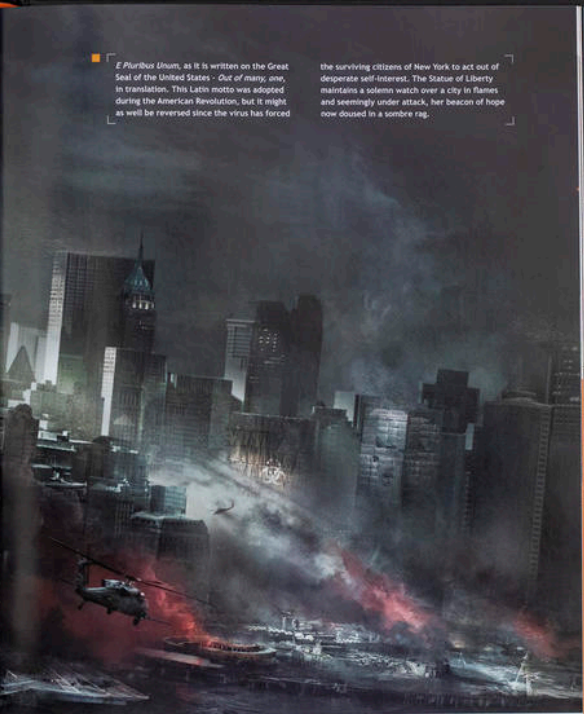 E Pluribus Unum, as it is written on the Great
Seal of the United States - Out of many, one,
in translation. This Latin motto was adopted
during the American Revolution, but it might
as well be reversed since the virus has forced
the surviving citizens of New York to act out of
desperate self-interest. The Statue of Liberty
maintains a solemn watch over a city in flames
and seemingly under attack, her beacon of hope
now doused in a sombre rag.